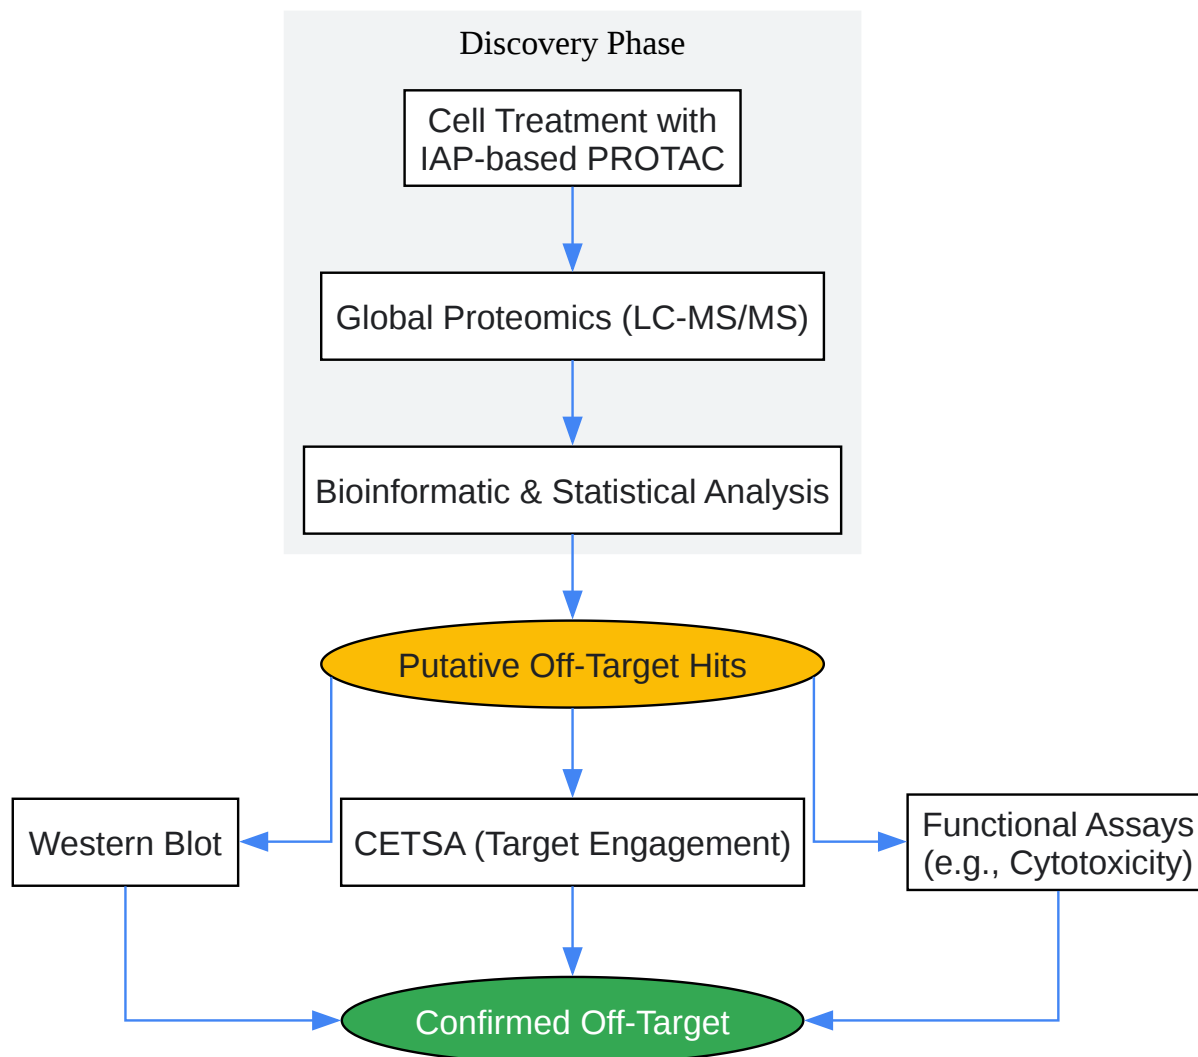 Discovery Phase
Cell Treatment with
IAP-based PROTAC
Global Proteomics (LC-MS/MS)
Bioinformatic & Statistical Analysis
Putative Off-Target Hits
Western Blot
CETSA (Target Engagement)
Functional Assays
(e.g., Cytotoxicity)
Confirmed Off-Target